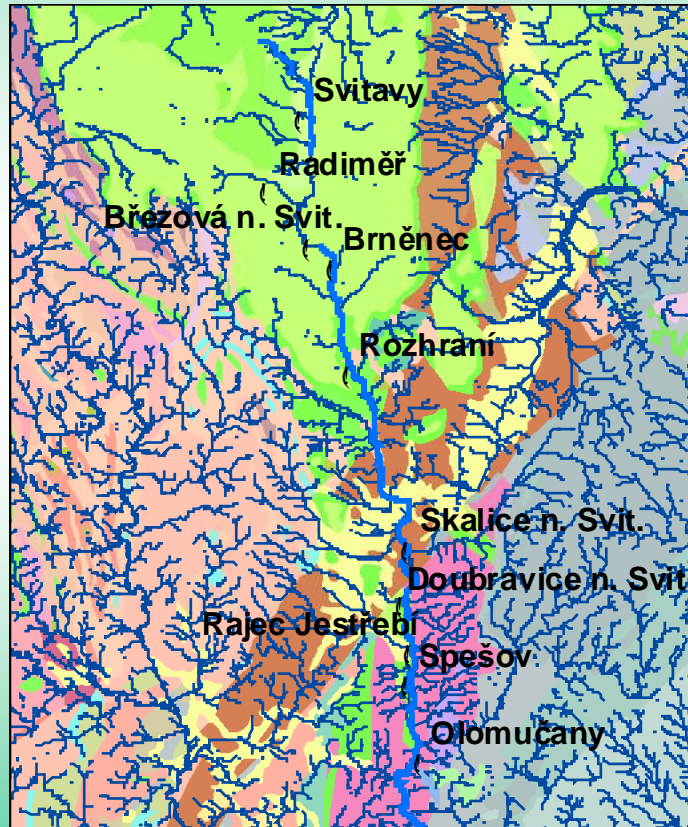 Svitavy
Radiměř
Březová n. Svit.
Brněnec
Rozhraní
Skalice n. Svit.
Doubravice n. Svit
Rajec Jestřebí
Spešov
Olomučany